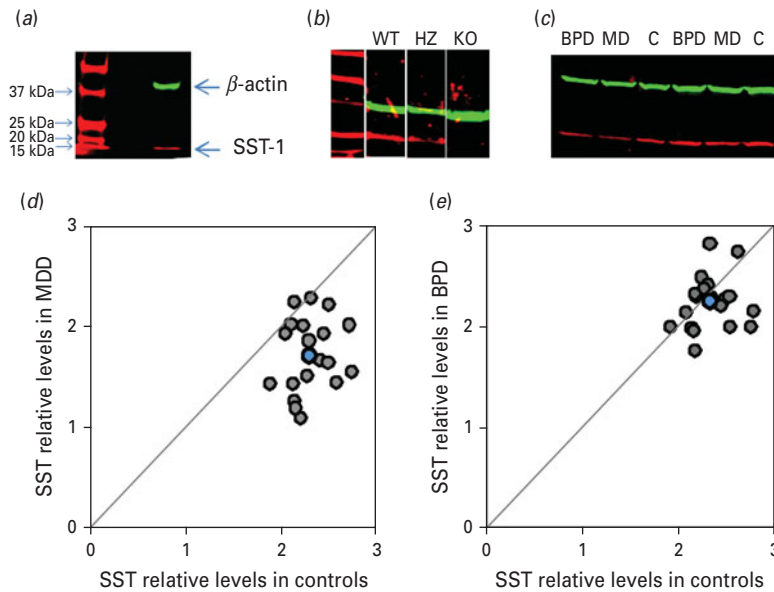 (a)
37 kDa
25 kDa
20 kDa
15 kDa
β-actin
SST-1
(b)
WT HZ KO
(c)
BPD MD C BPD MD C
(d)
SST relative levels in MDD
3
2
1
0
0 1 2 3
SST relative levels in controls
(e)
SST relative levels in BPD
3
2
1
0
0 1 2 3
SST relative levels in controls